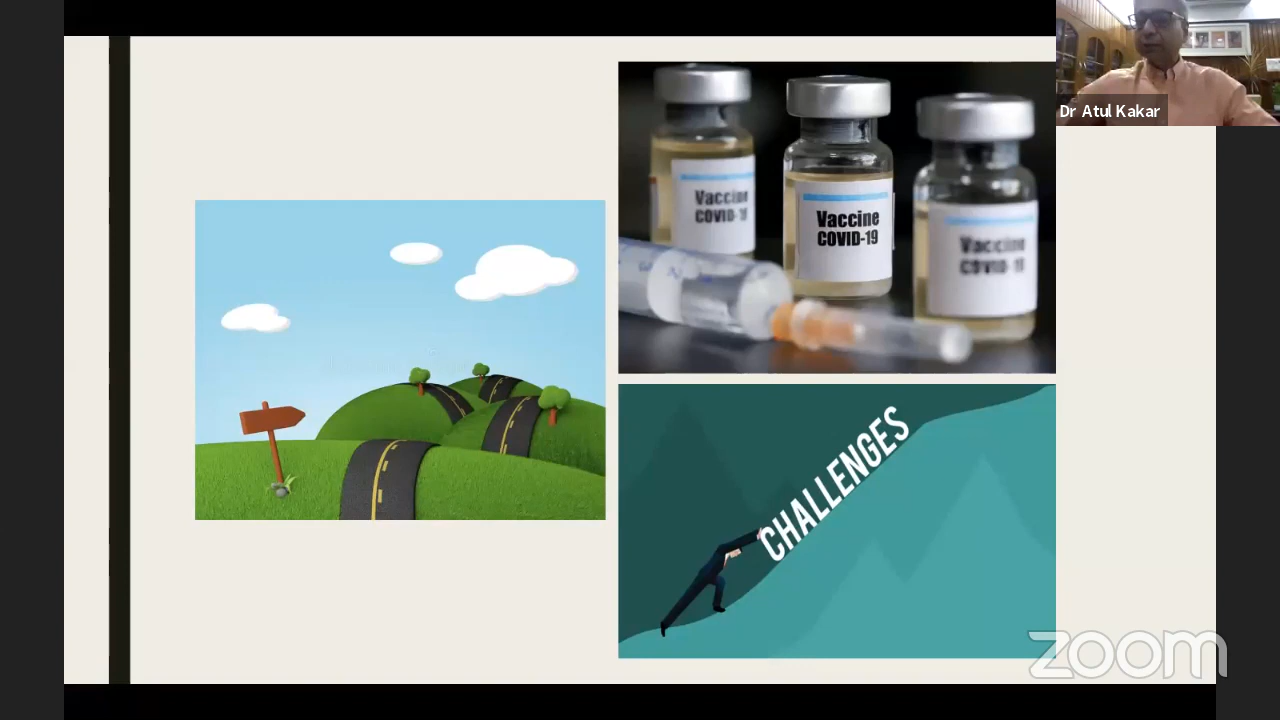 Dr Atul Kakar
Vaccine
COVID-19
Vaccine
COVID-19
Vaccine
COVID-19
CHALLENGES
zoom